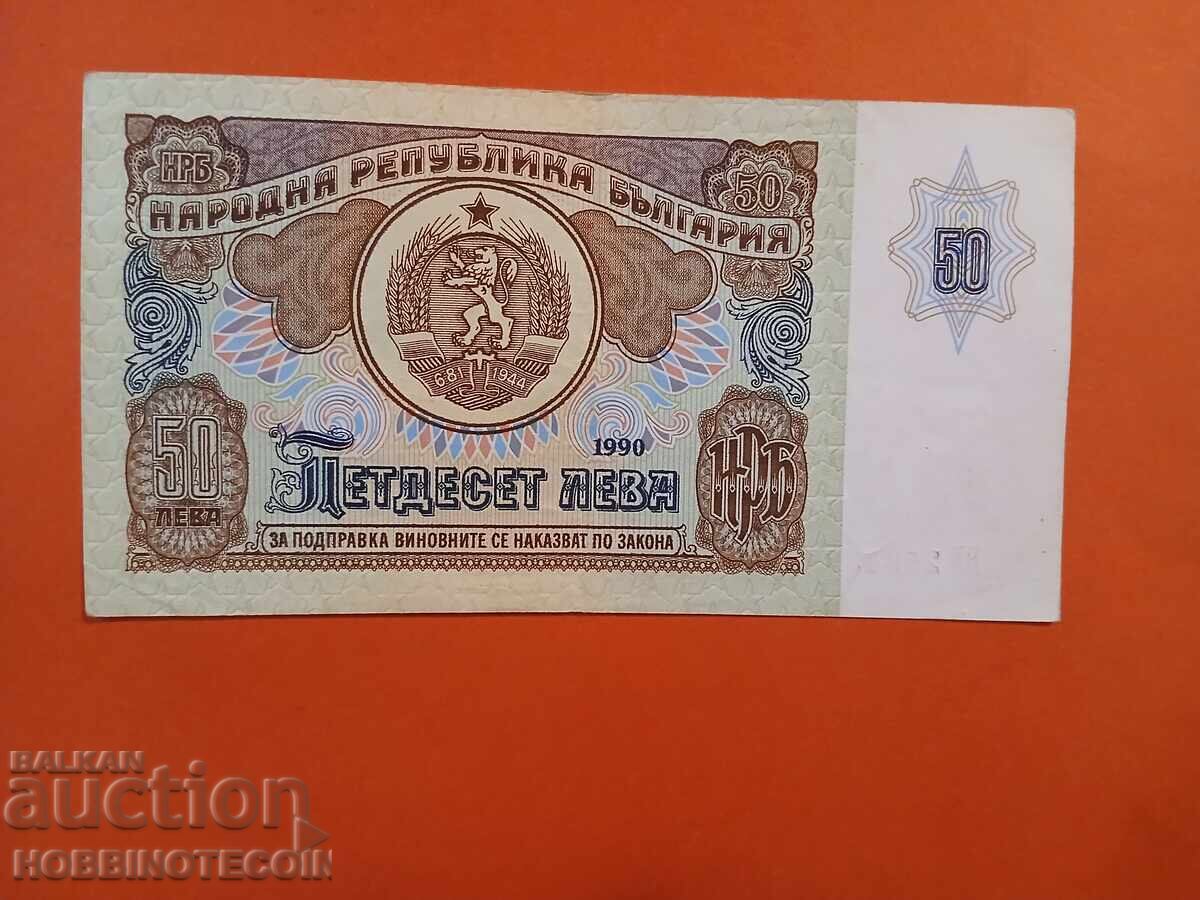 НРБ
НАРОДНА РЕПУБЛИКА БЪЛГАРИЯ
50
50
681 1944
1990
ПЕТДЕСЕТ ЛЕВА
50
ЛЕВА
НРБ
ЗА ПОДПРАВКА ВИНОВНИТЕ СЕ НАКАЗВАТ ПО ЗАКОНА
BALKAN
auction
HOBBINOTECOIN